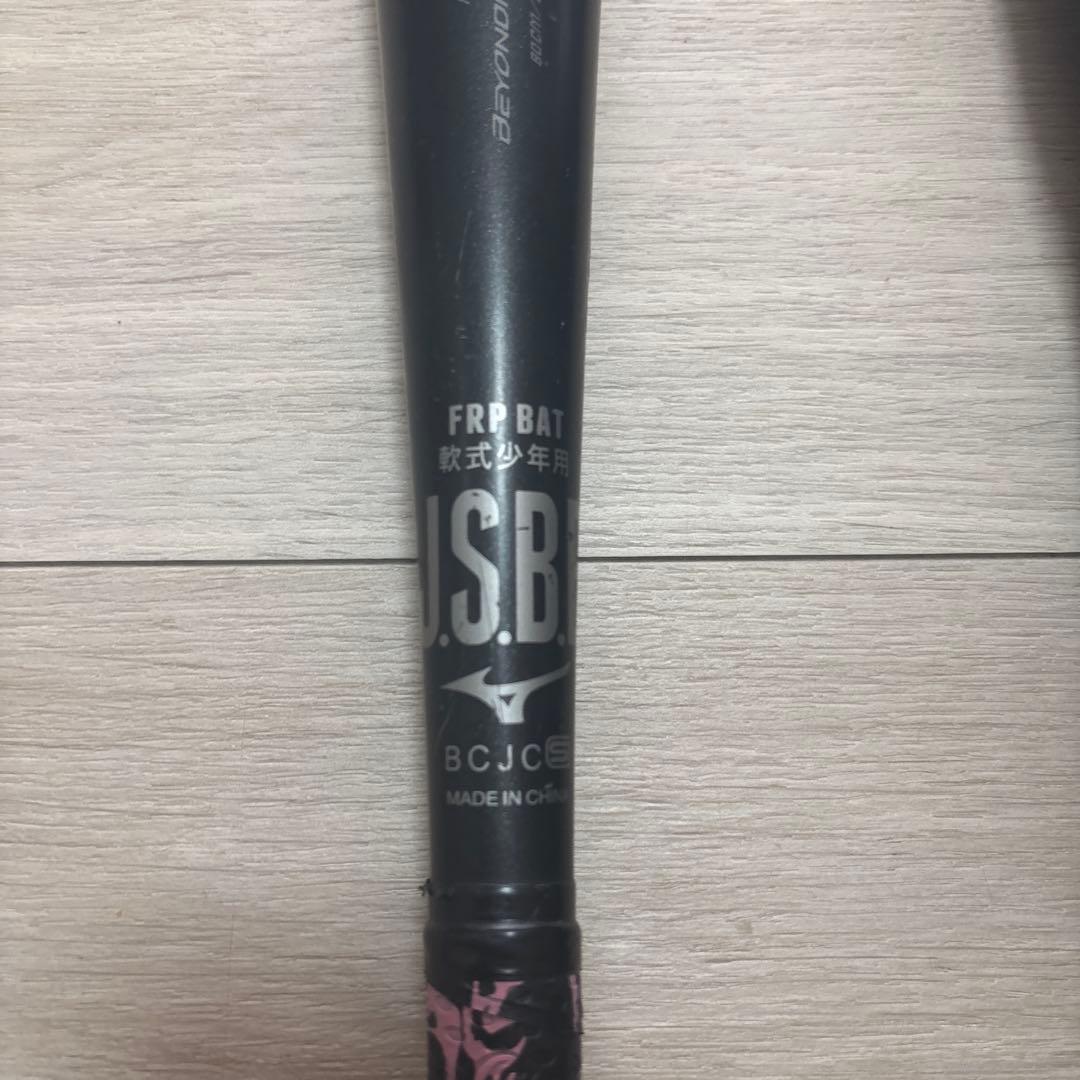 FRP BAT
軟式少年用
J.S.B.
BCJC S
MADE IN CHINA